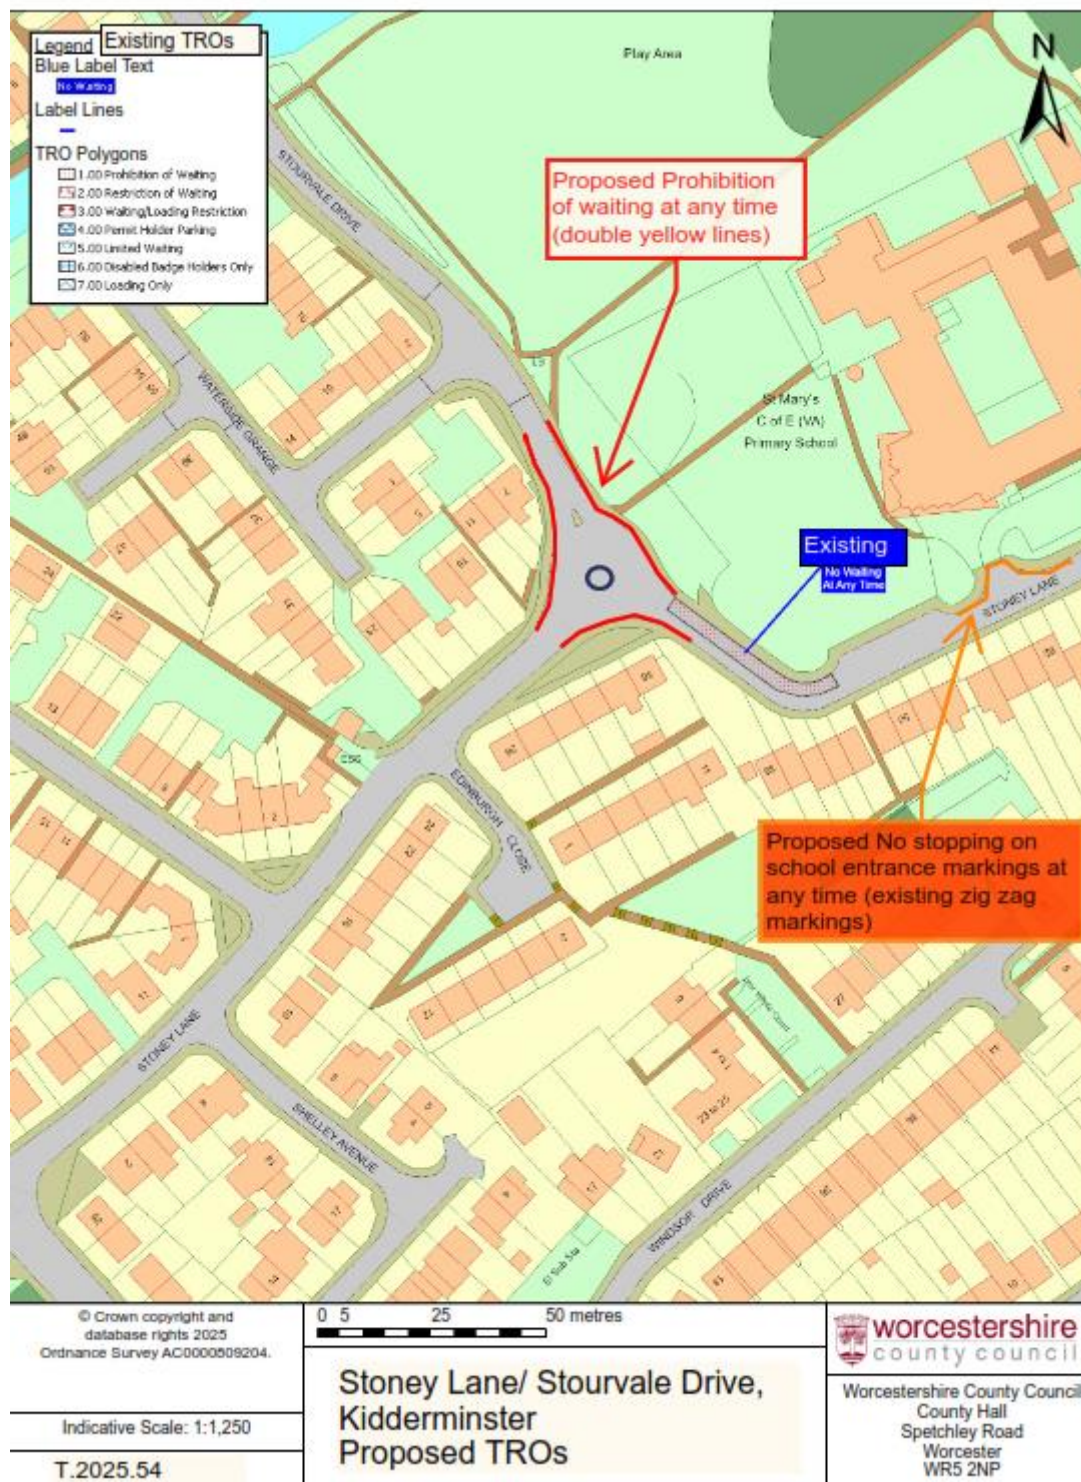 Legend
Existing TROs
Blue Label Text
No Waiting
Label Lines
TRO Polygons
1.00 Prohibition of Waiting
2.00 Restriction of Waiting
3.00 Waiting/Loading Restriction
4.00 Permit Holder Parking
5.00 Limited Waiting
6.00 Disabled Badge Holders Only
7.00 Loading Only
Play Area
N
STOURVALE DRIVE
Proposed Prohibition
of waiting at any time
(double yellow lines)
WATERSIDE GRANGE
St Mary's
C of E (VA)
Primary School
Existing
No Waiting
At Any Time
STONEY LANE
ESS
EDINBURGH CLOSE
Proposed No stopping on
school entrance markings at
any time (existing zig zag
markings)
STONEY LANE
SHELLEY AVENUE
23 to 25
WINDSOR DRIVE
El Sub Sta
© Crown copyright and
database rights 2025
Ordnance Survey AC0000809204.
Indicative Scale: 1:1,250
T.2025.54
0 5 25 50 metres
Stoney Lane/ Stourvale Drive,
Kidderminster
Proposed TROs
worcestershire
county council
Worcestershire County Council
County Hall
Spetchley Road
Worcester
WR5 2NP